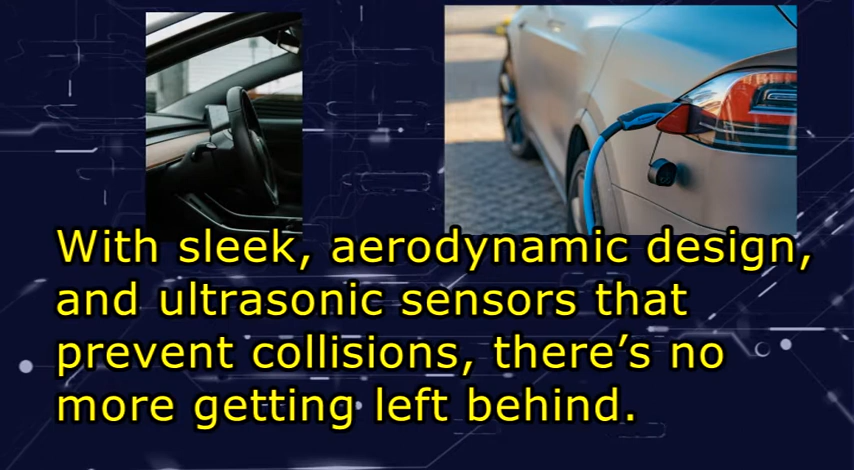 With sleek, aerodynamic design,
and ultrasonic sensors that
prevent collisions, there’s no
more getting left behind.